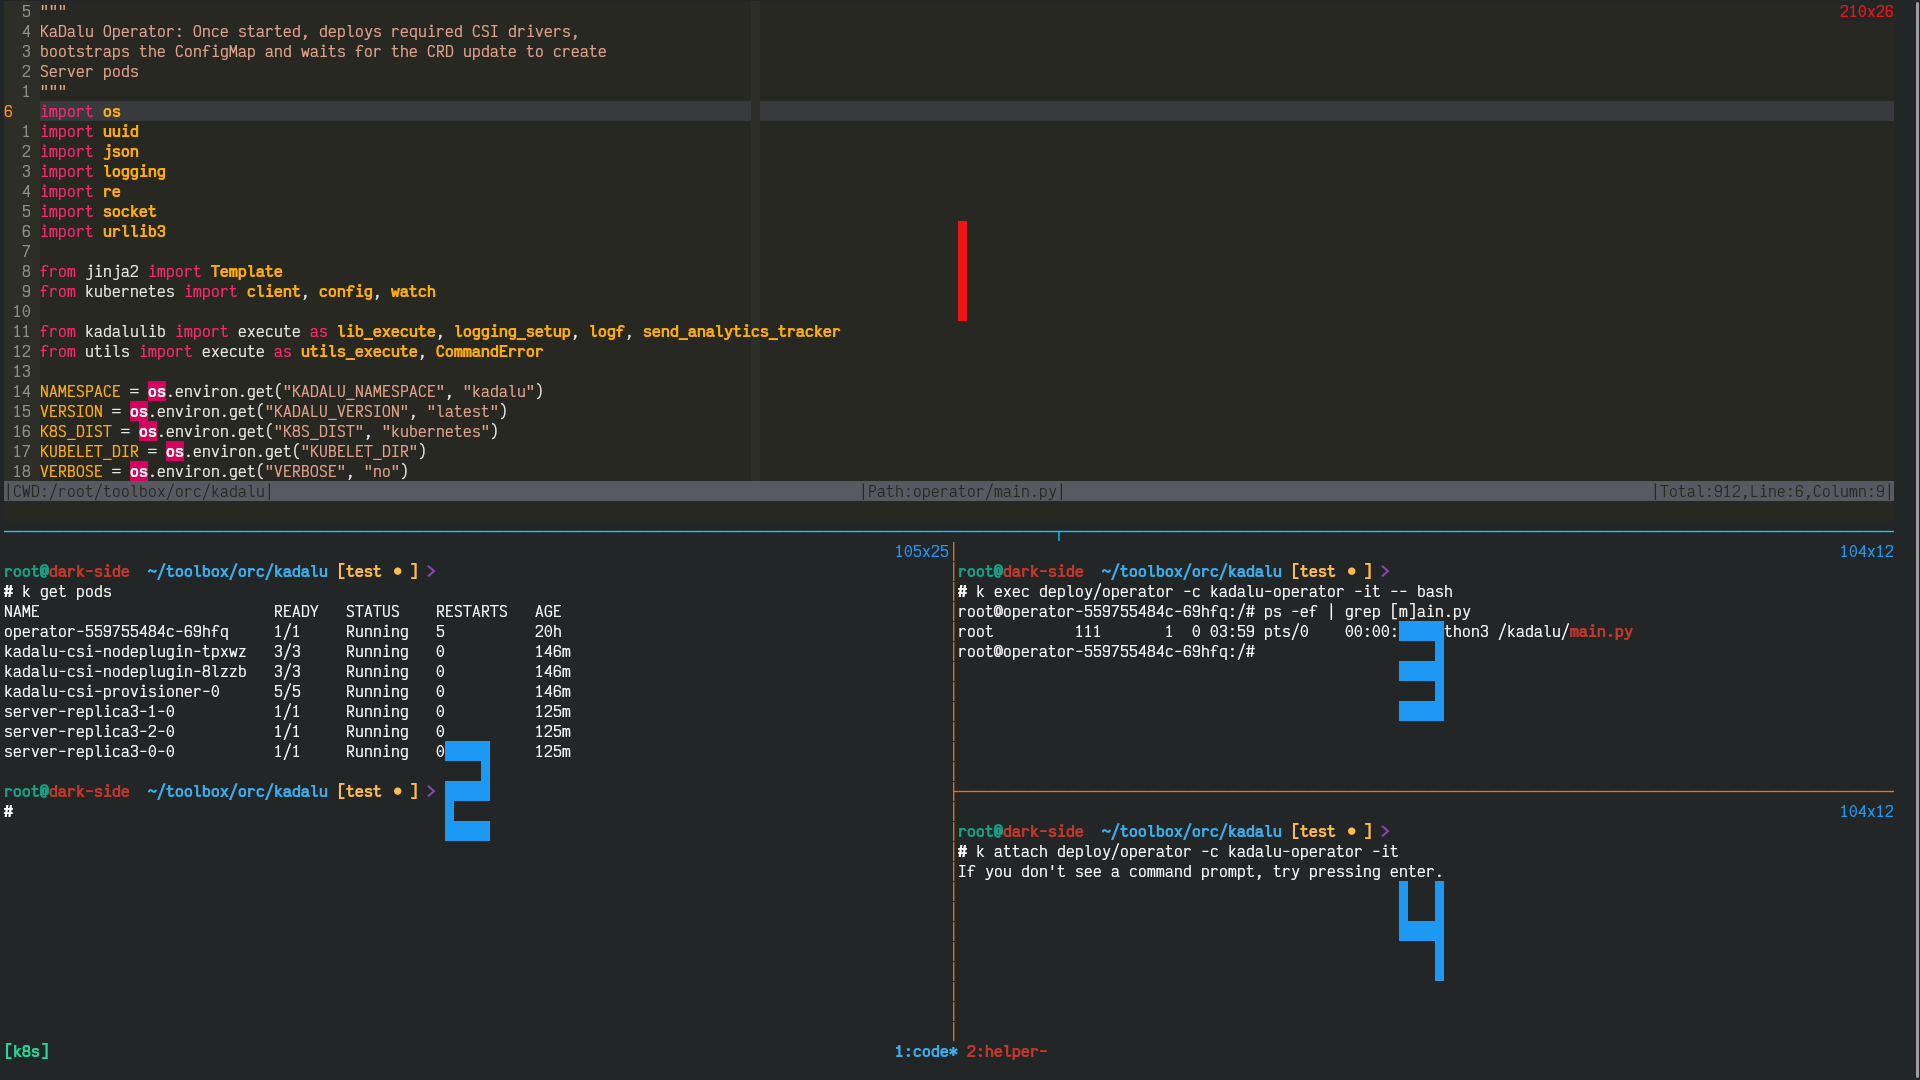 5 """
210x26
4 KaDalu Operator: Once started, deploys required CSI drivers,
3 bootstraps the ConfigMap and waits for the CRD update to create
2 Server pods
1 """
6 import os
1 import uuid
2 import json
3 import logging
4 import re
5 import socket
6 import urllib3
7
8 from jinja2 import Template
9 from kubernetes import client, config, watch
10
11 from kadalulib import execute as lib_execute, logging_setup, logf, send_analytics_tracker
12 from utils import execute as utils_execute, CommandError
13
14 NAMESPACE = os.environ.get("KADALU_NAMESPACE", "kadalu")
15 VERSION = os.environ.get("KADALU_VERSION", "latest")
16 K8S_DIST = os.environ.get("K8S_DIST", "kubernetes")
17 KUBELET_DIR = os.environ.get("KUBELET_DIR")
18 VERBOSE = os.environ.get("VERBOSE", "no")
1
|CWD:/root/toolbox/orc/kadalu| |Path:operator/main.py| |Total:912,Line:6,Column:9|
105x25
root@dark-side ~/toolbox/orc/kadalu [test ● ] >
# k get pods
NAME READY STATUS RESTARTS AGE
operator-559755484c-69hfq 1/1 Running 5 20h
kadalu-csi-nodeplugin-tpxwz 3/3 Running 0 146m
kadalu-csi-nodeplugin-8lzzb 3/3 Running 0 146m
kadalu-csi-provisioner-0 5/5 Running 0 146m
server-replica3-1-0 1/1 Running 0 125m
server-replica3-2-0 1/1 Running 0 125m
server-replica3-0-0 1/1 Running 0 125m
root@dark-side ~/toolbox/orc/kadalu [test ● ] >
#
2
104x12
root@dark-side ~/toolbox/orc/kadalu [test ● ] >
# k exec deploy/operator -c kadalu-operator -it -- bash
root@operator-559755484c-69hfq:/# ps -ef | grep [m]ain.py
root 111 1 0 03:59 pts/0 00:00: thon3 /kadalu/main.py
root@operator-559755484c-69hfq:/#
3
104x12
root@dark-side ~/toolbox/orc/kadalu [test ● ] >
# k attach deploy/operator -c kadalu-operator -it
If you don't see a command prompt, try pressing enter.
4
[k8s] 1:code* 2:helper-